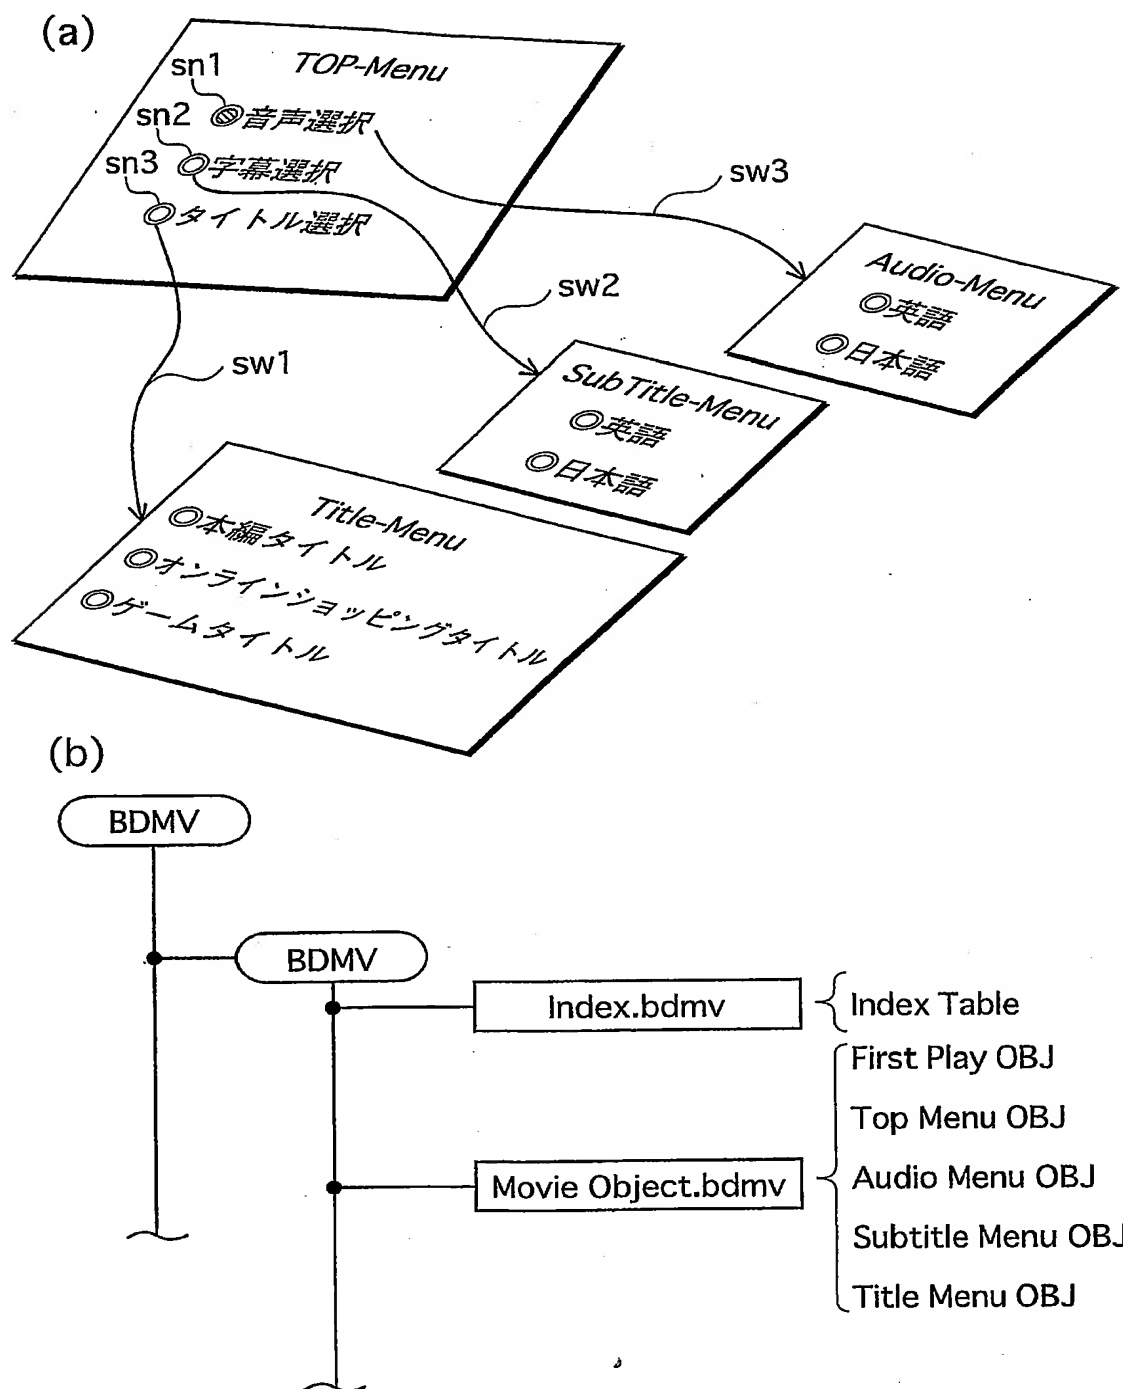 (a)
TOP-Menu
sn1
◎音声選択
sn2
◎字幕選択
sn3
◎タイトル選択
sw3
sw2
sw1
Audio-Menu
◎英語
◎日本語
SubTitle-Menu
◎英語
◎日本語
Title-Menu
◎本編タイトル
◎オンラインショッピングタイトル
◎ゲームタイトル
(b)
BDMV
BDMV
Index.bdmv
Index Table
Movie Object.bdmv
First Play OBJ
Top Menu OBJ
Audio Menu OBJ
Subtitle Menu OBJ
Title Menu OBJ